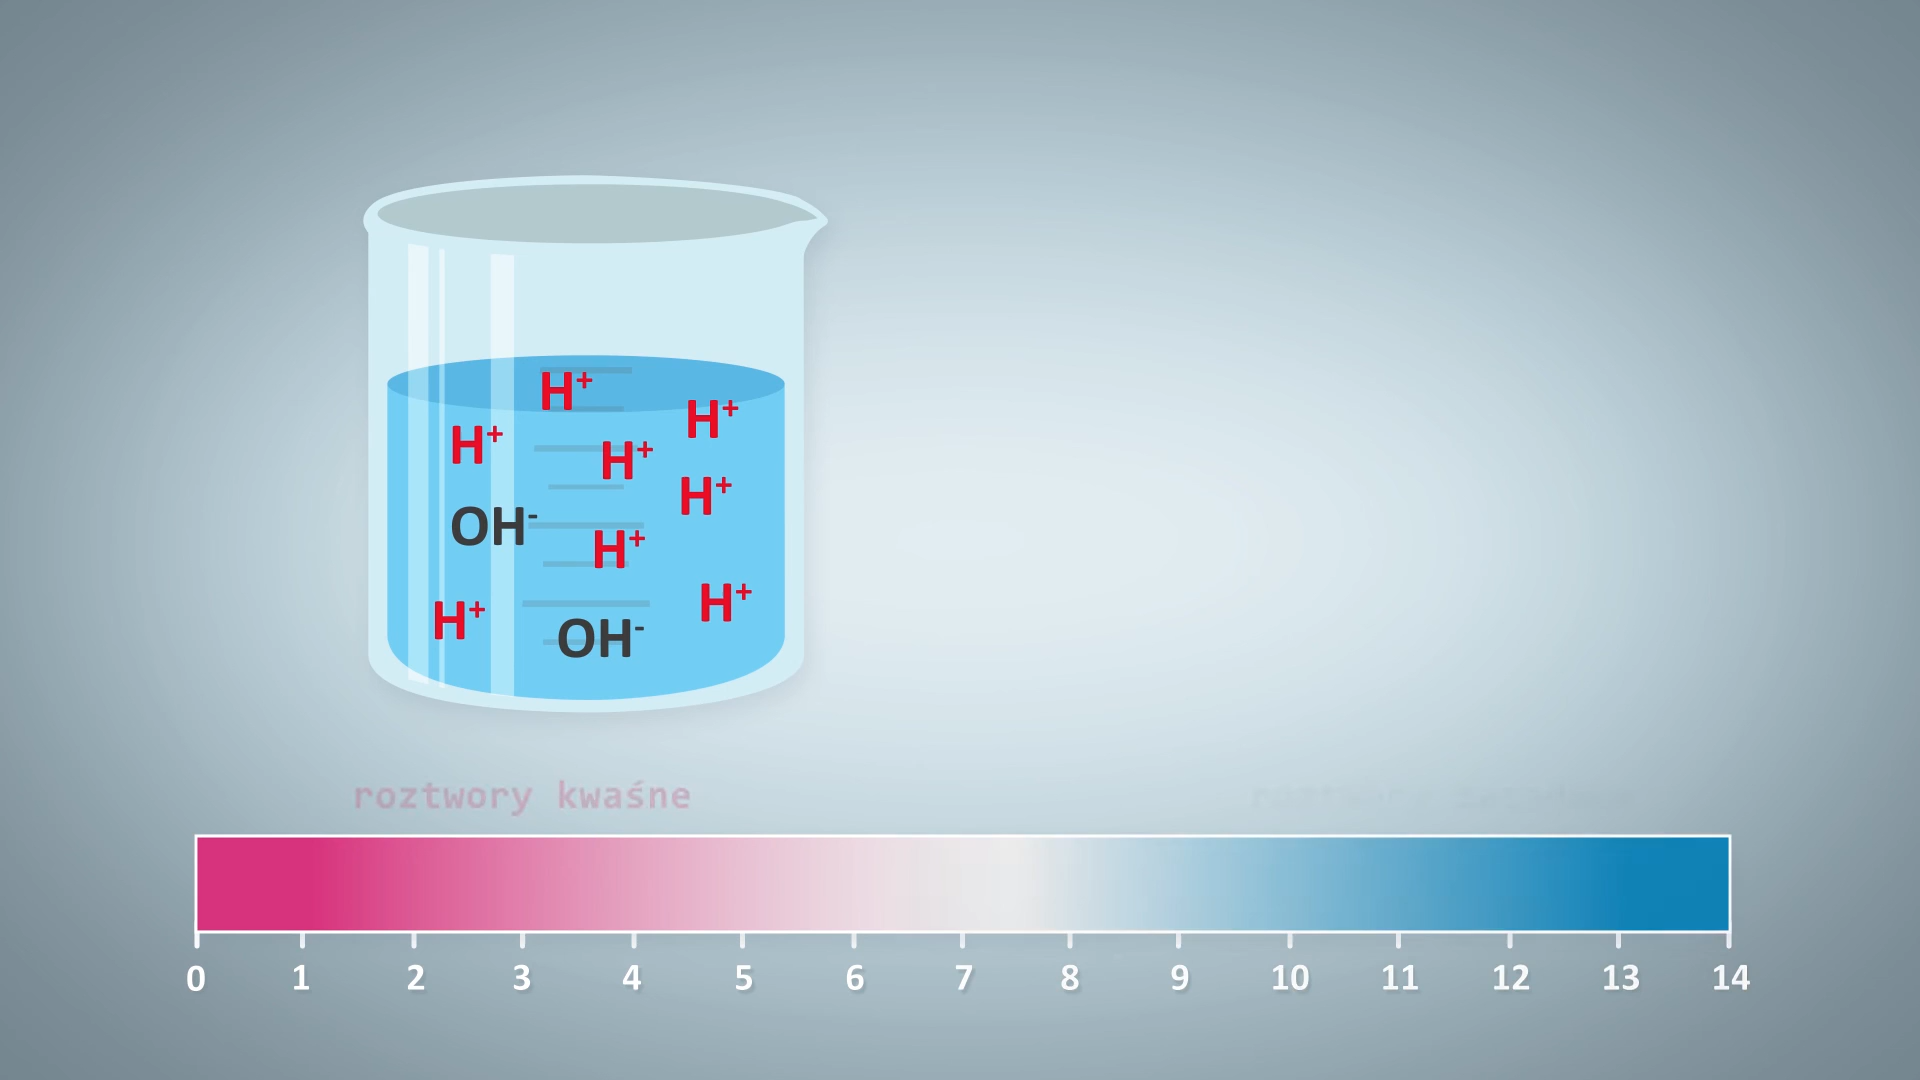 H⁺
H⁺
H⁺
H⁺
H⁺
OH⁻
H⁺
H⁺
H⁺
OH⁻
roztwory kwaśne
0 1 2 3 4 5 6 7 8 9 10 11 12 13 14